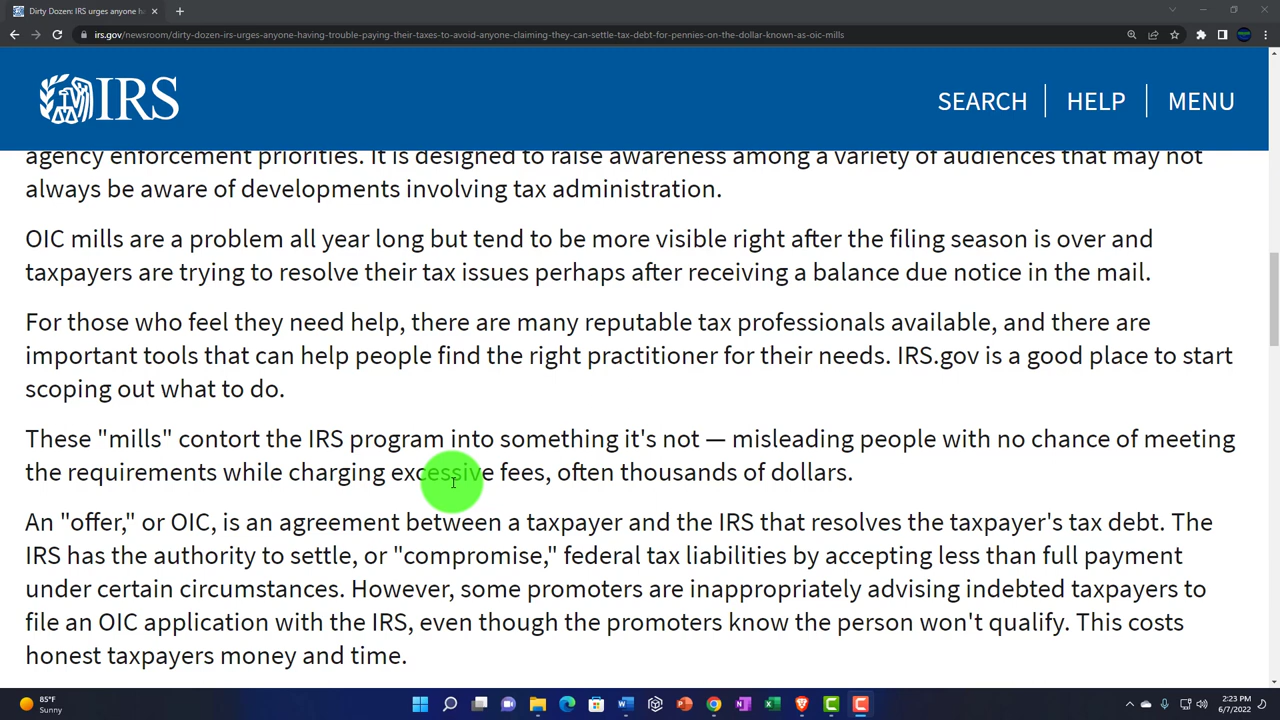 Dirty Dozen: IRS urges anyone ha
irs.gov/newsroom/dirty-dozen-irs-urges-anyone-having-trouble-paying-their-taxes-to-avoid-anyone-claiming-they-can-settle-tax-debt-for-pennies-on-the-dollar-known-as-oic-mills
IRS
SEARCH HELP MENU
agency enforcement priorities. It is designed to raise awareness among a variety of audiences that may not
always be aware of developments involving tax administration.
OIC mills are a problem all year long but tend to be more visible right after the filing season is over and
taxpayers are trying to resolve their tax issues perhaps after receiving a balance due notice in the mail.
For those who feel they need help, there are many reputable tax professionals available, and there are
important tools that can help people find the right practitioner for their needs. IRS.gov is a good place to start
scoping out what to do.
These "mills" contort the IRS program into something it's not — misleading people with no chance of meeting
the requirements while charging excessive fees, often thousands of dollars.
An "offer," or OIC, is an agreement between a taxpayer and the IRS that resolves the taxpayer's tax debt. The
IRS has the authority to settle, or "compromise," federal tax liabilities by accepting less than full payment
under certain circumstances. However, some promoters are inappropriately advising indebted taxpayers to
file an OIC application with the IRS, even though the promoters know the person won't qualify. This costs
honest taxpayers money and time.
85°F
Sunny
2:23 PM
6/7/2022